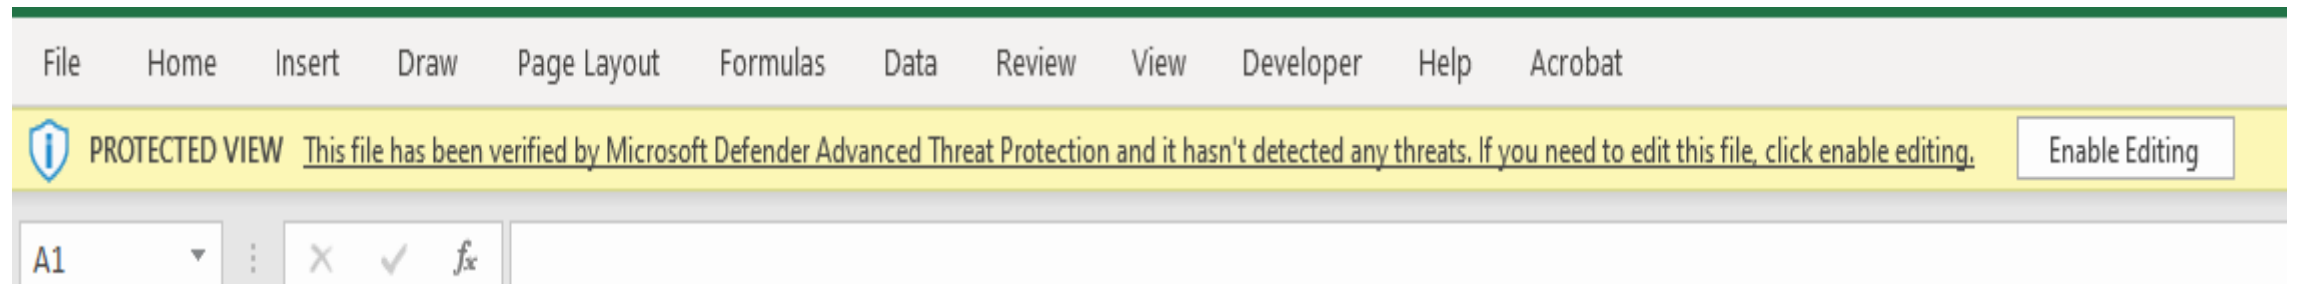 File Home Insert Draw Page Layout Formulas Data Review View Developer Help Acrobat
PROTECTED VIEW This file has been verified by Microsoft Defender Advanced Threat Protection and it hasn't detected any threats. If you need to edit this file, click enable editing. Enable Editing
A1 fx